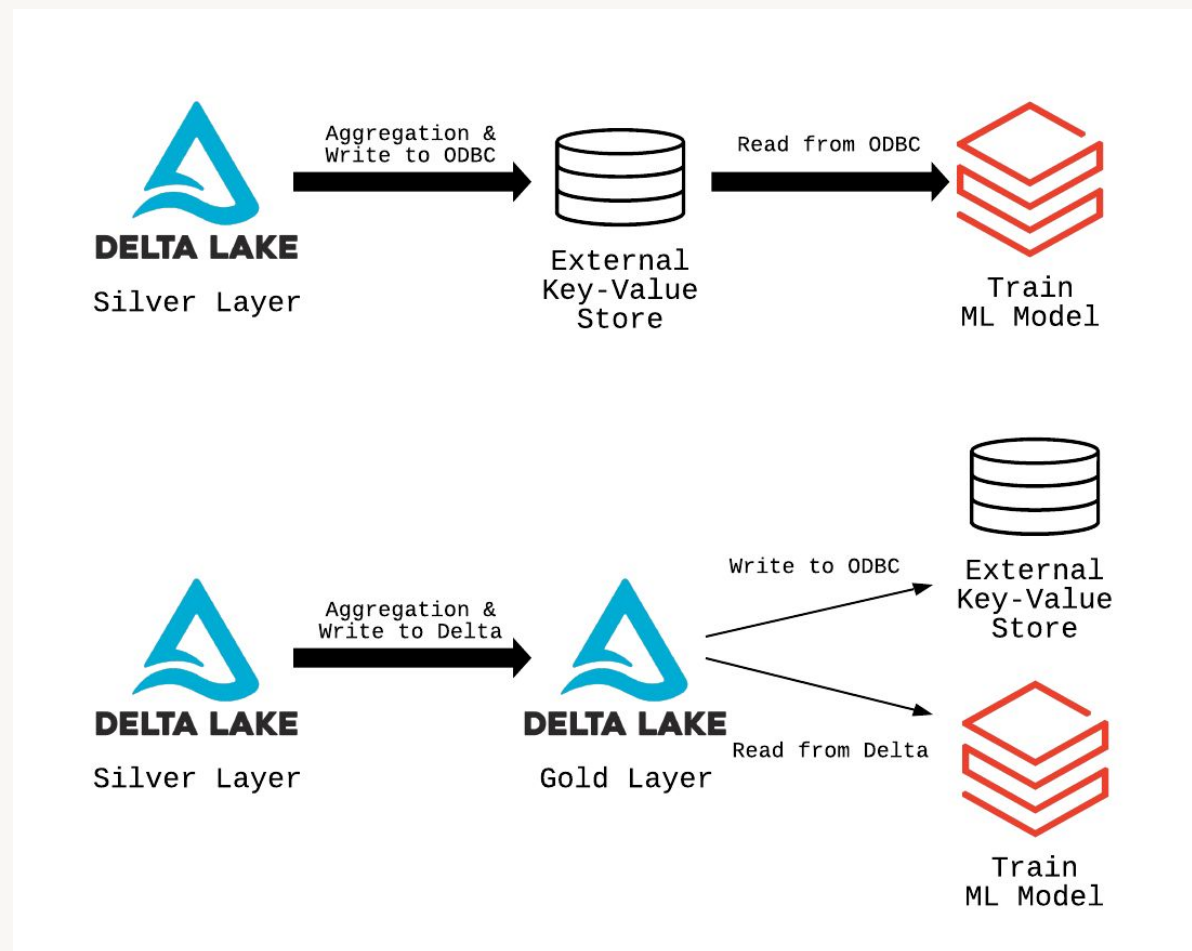 Aggregation &
Write to ODBC
Read from ODBC
DELTA LAKE
Silver Layer
External
Key-Value
Store
Train
ML Model
Write to ODBC
External
Key-Value
Store
Aggregation &
Write to Delta
DELTA LAKE
Silver Layer
DELTA LAKE
Gold Layer
Read from Delta
Train
ML Model